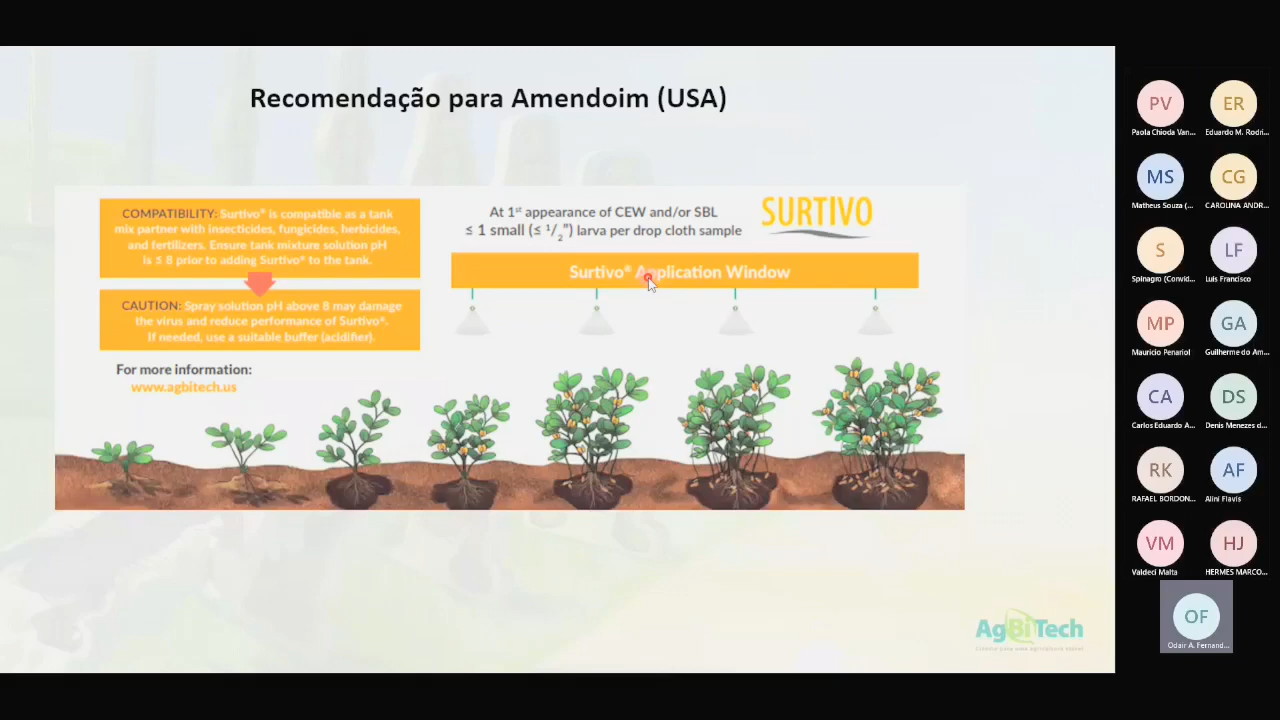 Recomendação para Amendoim (USA)
COMPATIBILITY: Surtivo® is compatible as a tank
mix partner with insecticides, fungicides, herbicides,
and fertilizers. Ensure tank mixture solution pH
is ≤ 8 prior to adding Surtivo® to the tank.
CAUTION: Spray solution pH above 8 may damage
the virus and reduce performance of Surtivo®.
If needed, use a suitable buffer (acidifier).
For more information:
www.agbitech.us
At 1st appearance of CEW and/or SBL
≤ 1 small (≤ 1/2") larva per drop cloth sample
SURTIVO
Surtivo® Application Window
AgBiTech
PV
Paola Chioda Van...
ER
Eduardo M. Rodri...
MS
Matheus Souza (...
CG
CAROLINA ANDR...
S
Spinagro (Convid...
LF
Luis Francisco
MP
Mauricio Penariol
GA
Guilherme do Am...
CA
Carlos Eduardo A...
DS
Denis Menezes d...
RK
RAFAEL BORDON...
AF
Alini Flavis
VM
Valdeci Malta
HJ
HERMES MARCO...
OF
Odair A. Fernand...